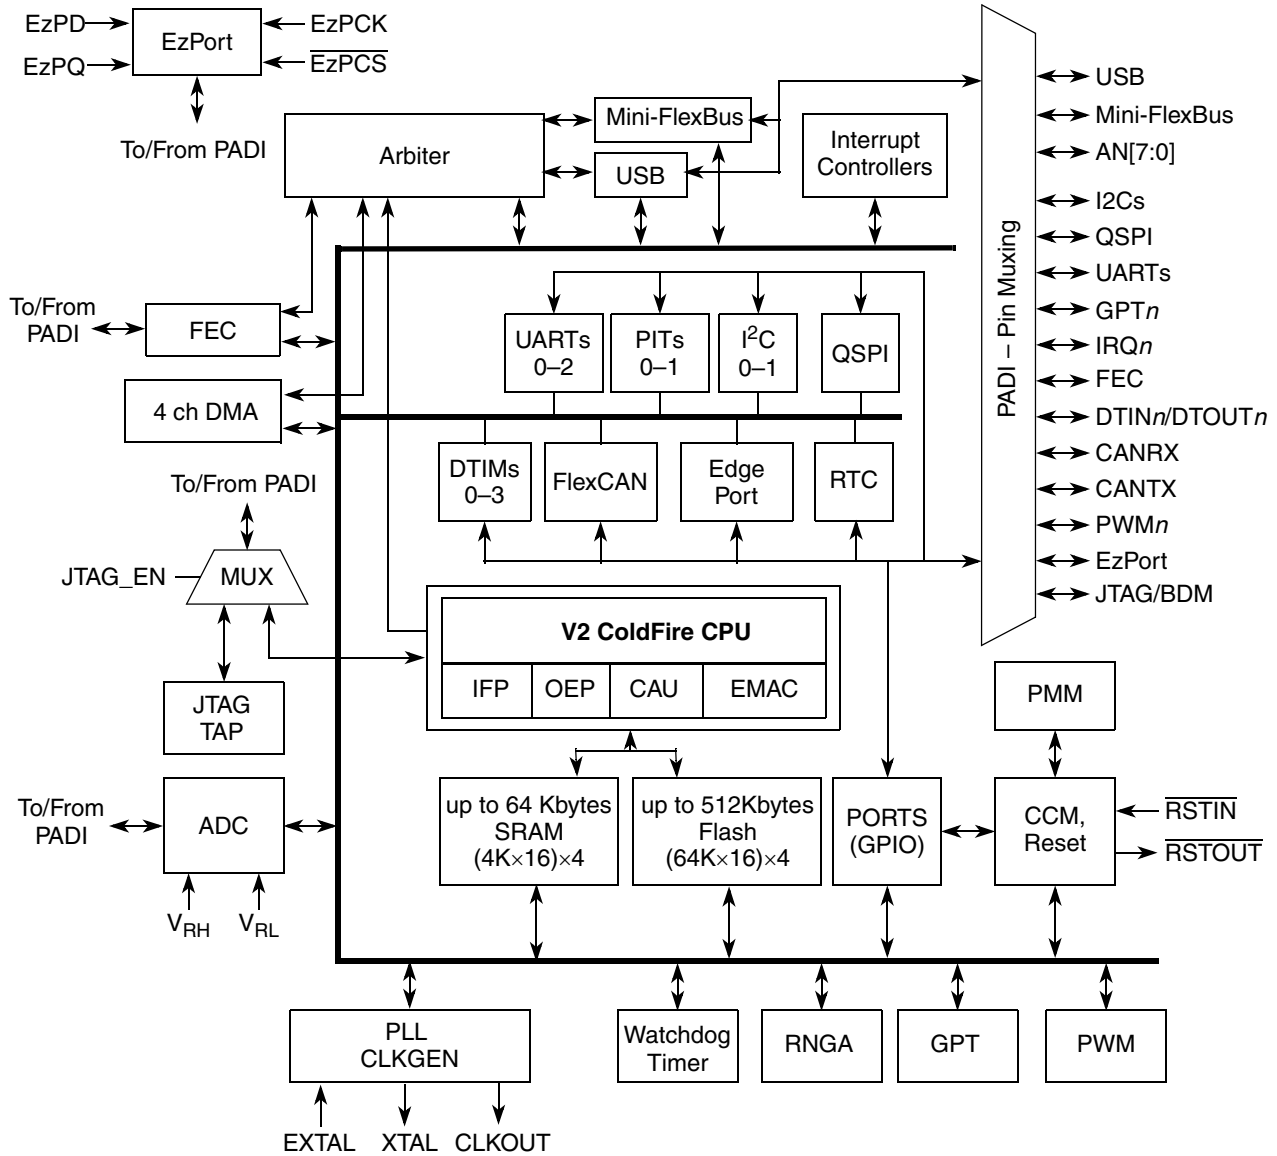 EzPD
EzPQ
EzPort
EzPCK
EzPCS
To/From PADI
Arbiter
Mini-FlexBus
USB
Interrupt
Controllers
To/From
PADI
FEC
4 ch DMA
UARTs
0–2
PITs
0–1
I²C
0–1
QSPI
DTIMs
0–3
FlexCAN
Edge
Port
RTC
To/From PADI
JTAG_EN
MUX
JTAG
TAP
V2 ColdFire CPU
IFP
OEP
CAU
EMAC
PADI – Pin Muxing
USB
Mini-FlexBus
AN[7:0]
I2Cs
QSPI
UARTs
GPTn
IRQn
FEC
DTINn/DTOUTn
CANRX
CANTX
PWMn
EzPort
JTAG/BDM
PMM
To/From
PADI
ADC
VRH
VRL
up to 64 Kbytes
SRAM
(4K×16)×4
up to 512Kbytes
Flash
(64K×16)×4
PORTS
(GPIO)
CCM,
Reset
RSTIN
RSTOUT
PLL
CLKGEN
Watchdog
Timer
RNGA
GPT
PWM
EXTAL
XTAL
CLKOUT